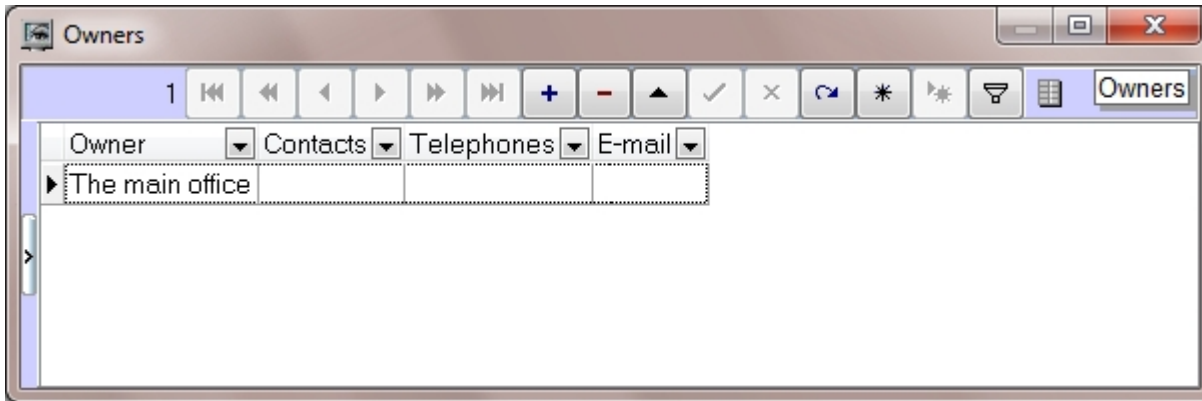 Owners
1 Owners
Owner Contacts Telephones E-mail
The main office